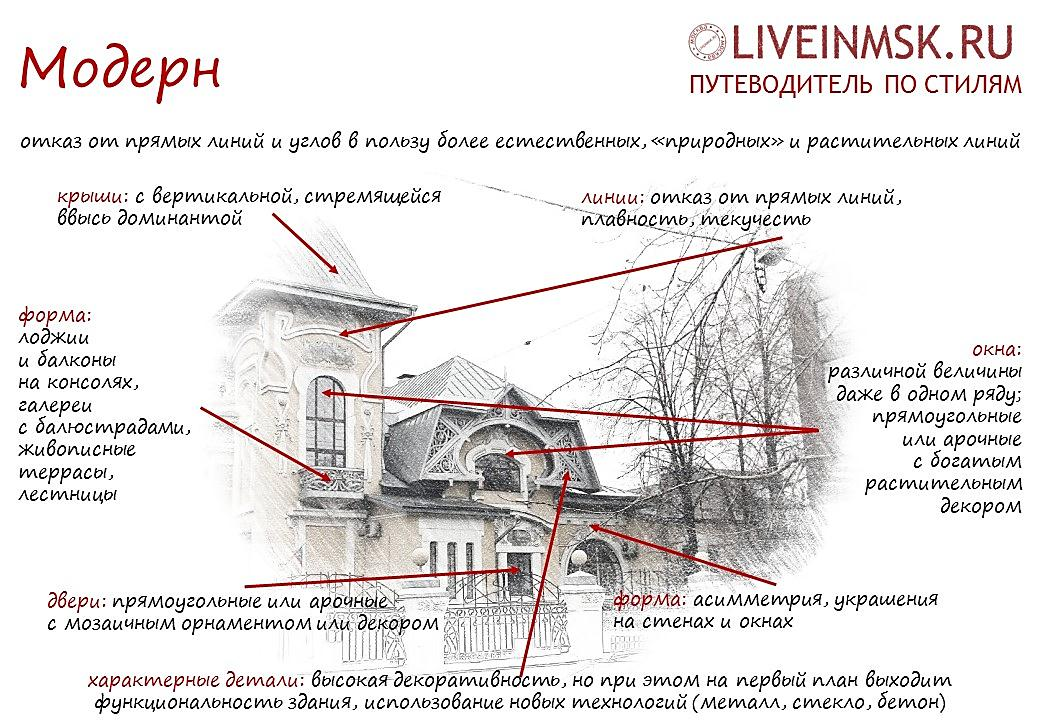 Модерн
LIVEINMSK.RU
ПУТЕВОДИТЕЛЬ ПО СТИЛЯМ
отказ от прямых линий и углов в пользу более естественных, «природных» и растительных линий
крыши: с вертикальной, стремящейся
ввысь доминантой
линии: отказ от прямых линий,
плавность, текучесть
форма:
лоджии
и балконы
на консолях,
галереи
с балюстрадами,
живописные
террасы,
лестницы
окна:
различной величины
даже в одном ряду;
прямоугольные
или арочные
с богатым
растительным
декором
двери: прямоугольные или арочные
с мозаичным орнаментом или декором
форма: асимметрия, украшения
на стенах и окнах
характерные детали: высокая декоративность, но при этом на первый план выходит
функциональность здания, использование новых технологий (металл, стекло, бетон)